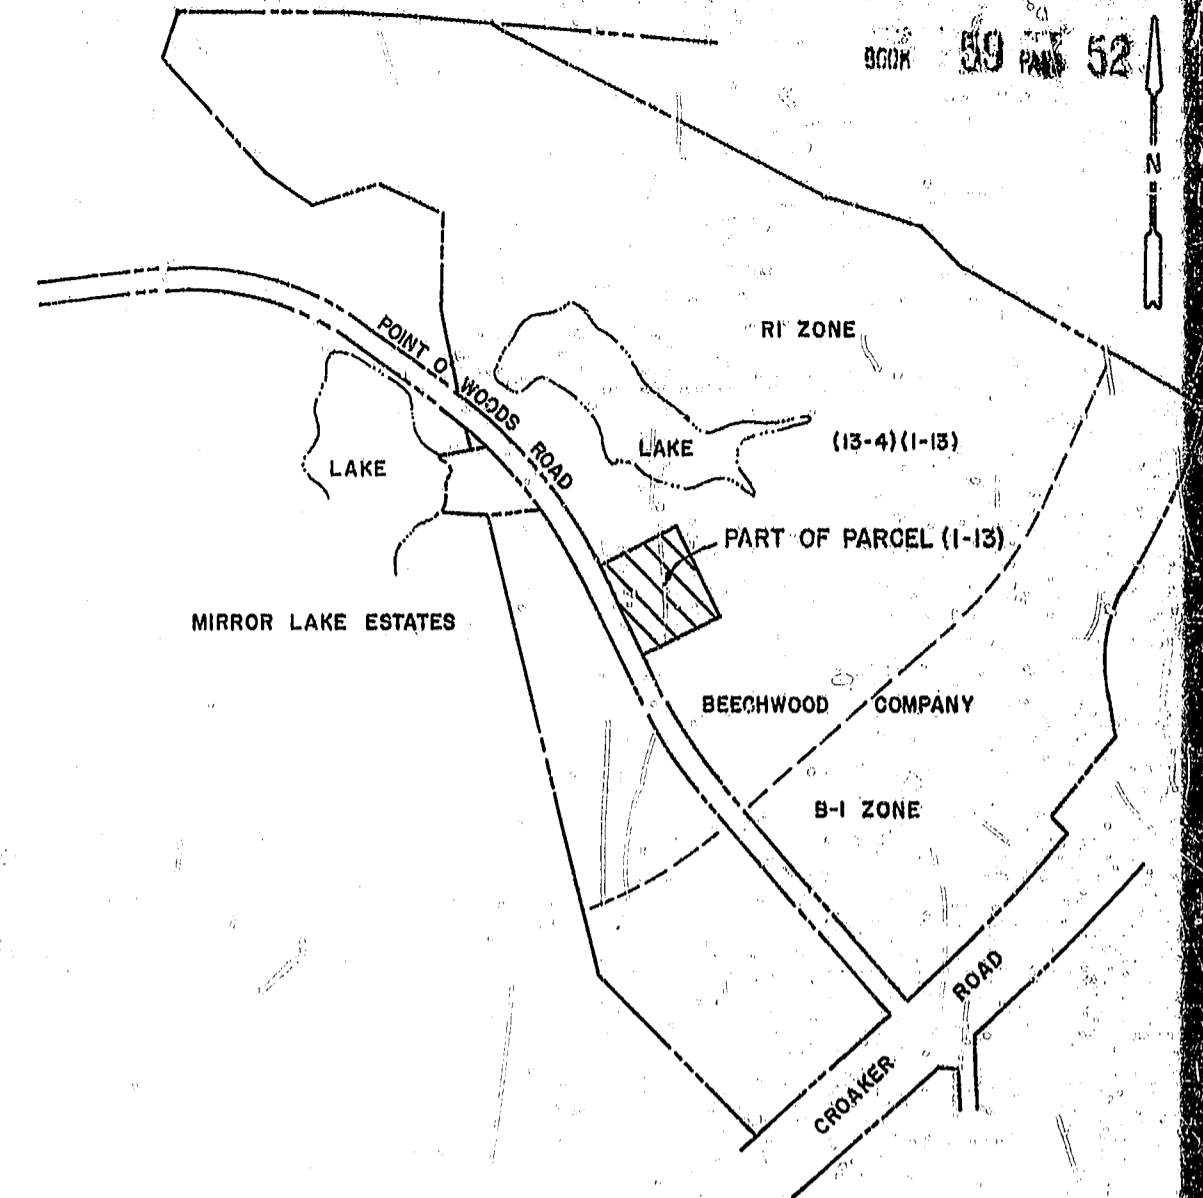 BOOK 59 PAGE 52
N
RI ZONE
POINT O WOODS ROAD
LAKE
(13-4)(1-13)
LAKE
PART OF PARCEL (1-13)
MIRROR LAKE ESTATES
BEECHWOOD COMPANY
B-1 ZONE
CROAKER ROAD